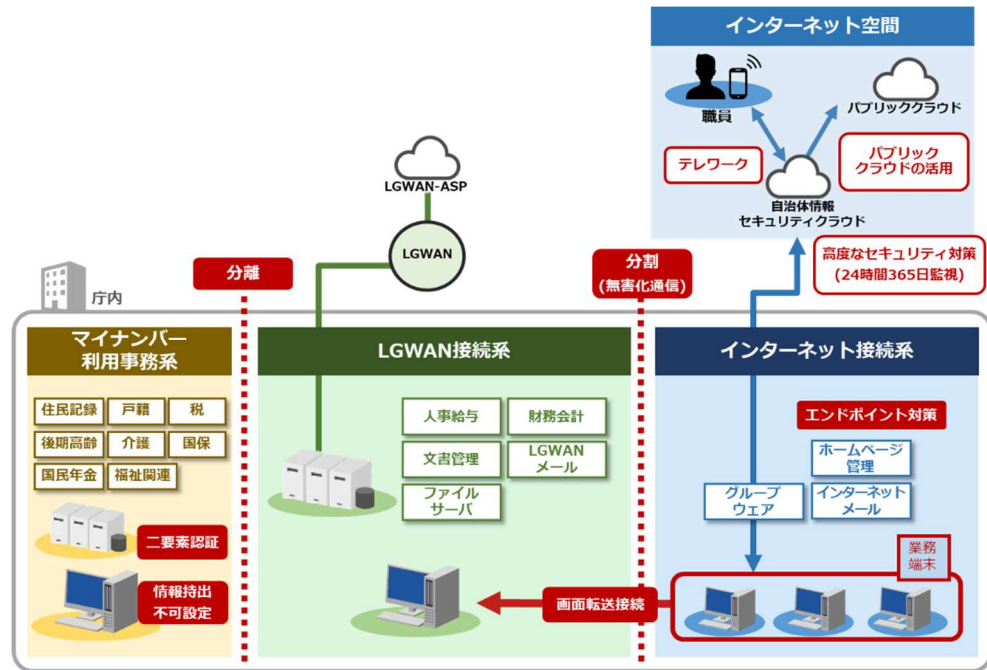 インターネット空間
職員
パブリッククラウド
テレワーク
パブリック
クラウドの活用
自治体情報
セキュリティクラウド
LGWAN-ASP
LGWAN
高度なセキュリティ対策
(24時間365日監視)
分離
分割
(無害化通信)
庁内
マイナンバー
利用事務系
住民記録
戸籍
税
後期高齢
介護
国保
国民年金
福祉関連
二要素認証
情報持出
不可設定
LGWAN接続系
人事給与
財務会計
文書管理
LGWAN
メール
ファイル
サーバ
画面転送接続
インターネット接続系
エンドポイント対策
ホームページ
管理
グループ
ウェア
インターネット
メール
業務
端末